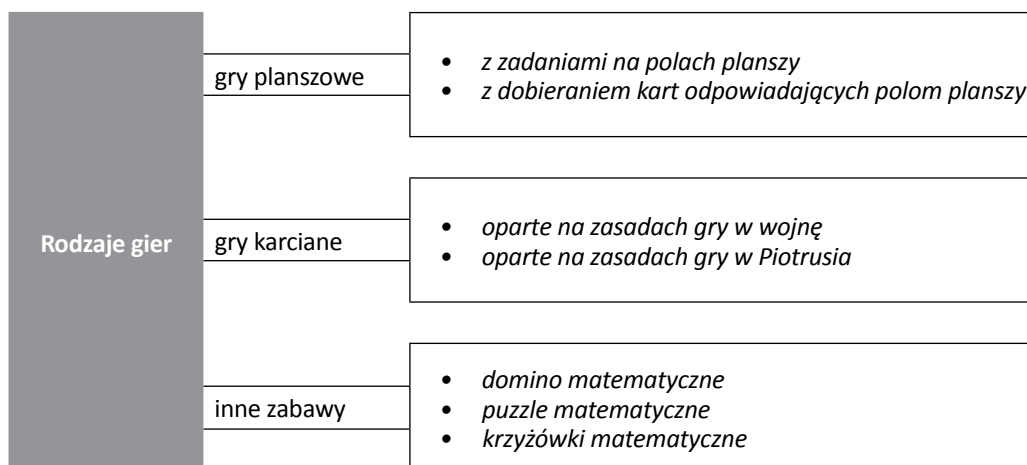 Rodzaje gier
gry planszowe
• z zadaniami na polach planszy
• z dobieraniem kart odpowiadających polom planszy
gry karciane
• oparte na zasadach gry w wojnę
• oparte na zasadach gry w Piotrusia
inne zabawy
• domino matematyczne
• puzzle matematyczne
• krzyżówki matematyczne